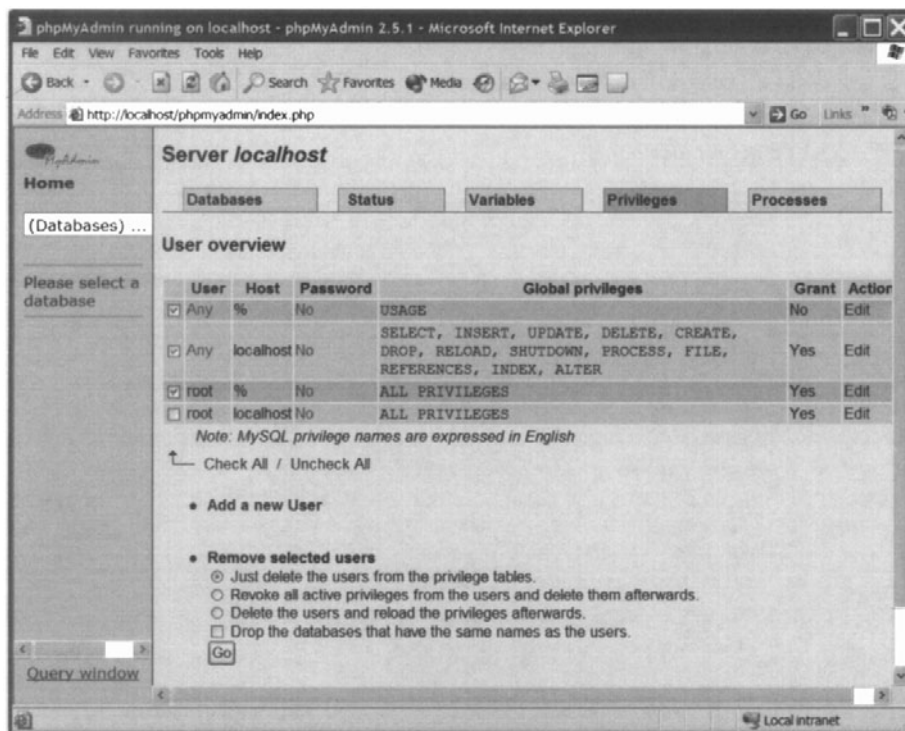 phpMyAdmin running on localhost - phpMyAdmin 2.5.1 - Microsoft Internet Explorer
File Edit View Favorites Tools Help
Back Search Favorites Media
Address http://localhost/phpmyadmin/index.php Go Links »
MyAdmin
Home
(Databases) ...
Please select a
database
Query window
Server localhost
Databases Status Variables Privileges Processes
User overview
User Host Password Global privileges Grant Action
Any % No USAGE No Edit
Any localhost No SELECT, INSERT, UPDATE, DELETE, CREATE,
DROP, RELOAD, SHUTDOWN, PROCESS, FILE,
REFERENCES, INDEX, ALTER Yes Edit
root % No ALL PRIVILEGES Yes Edit
root localhost No ALL PRIVILEGES Yes Edit
Note: MySQL privilege names are expressed in English
Check All / Uncheck All
• Add a new User
• Remove selected users
Just delete the users from the privilege tables.
Revoke all active privileges from the users and delete them afterwards.
Delete the users and reload the privileges afterwards.
Drop the databases that have the same names as the users.
Go
Local intranet